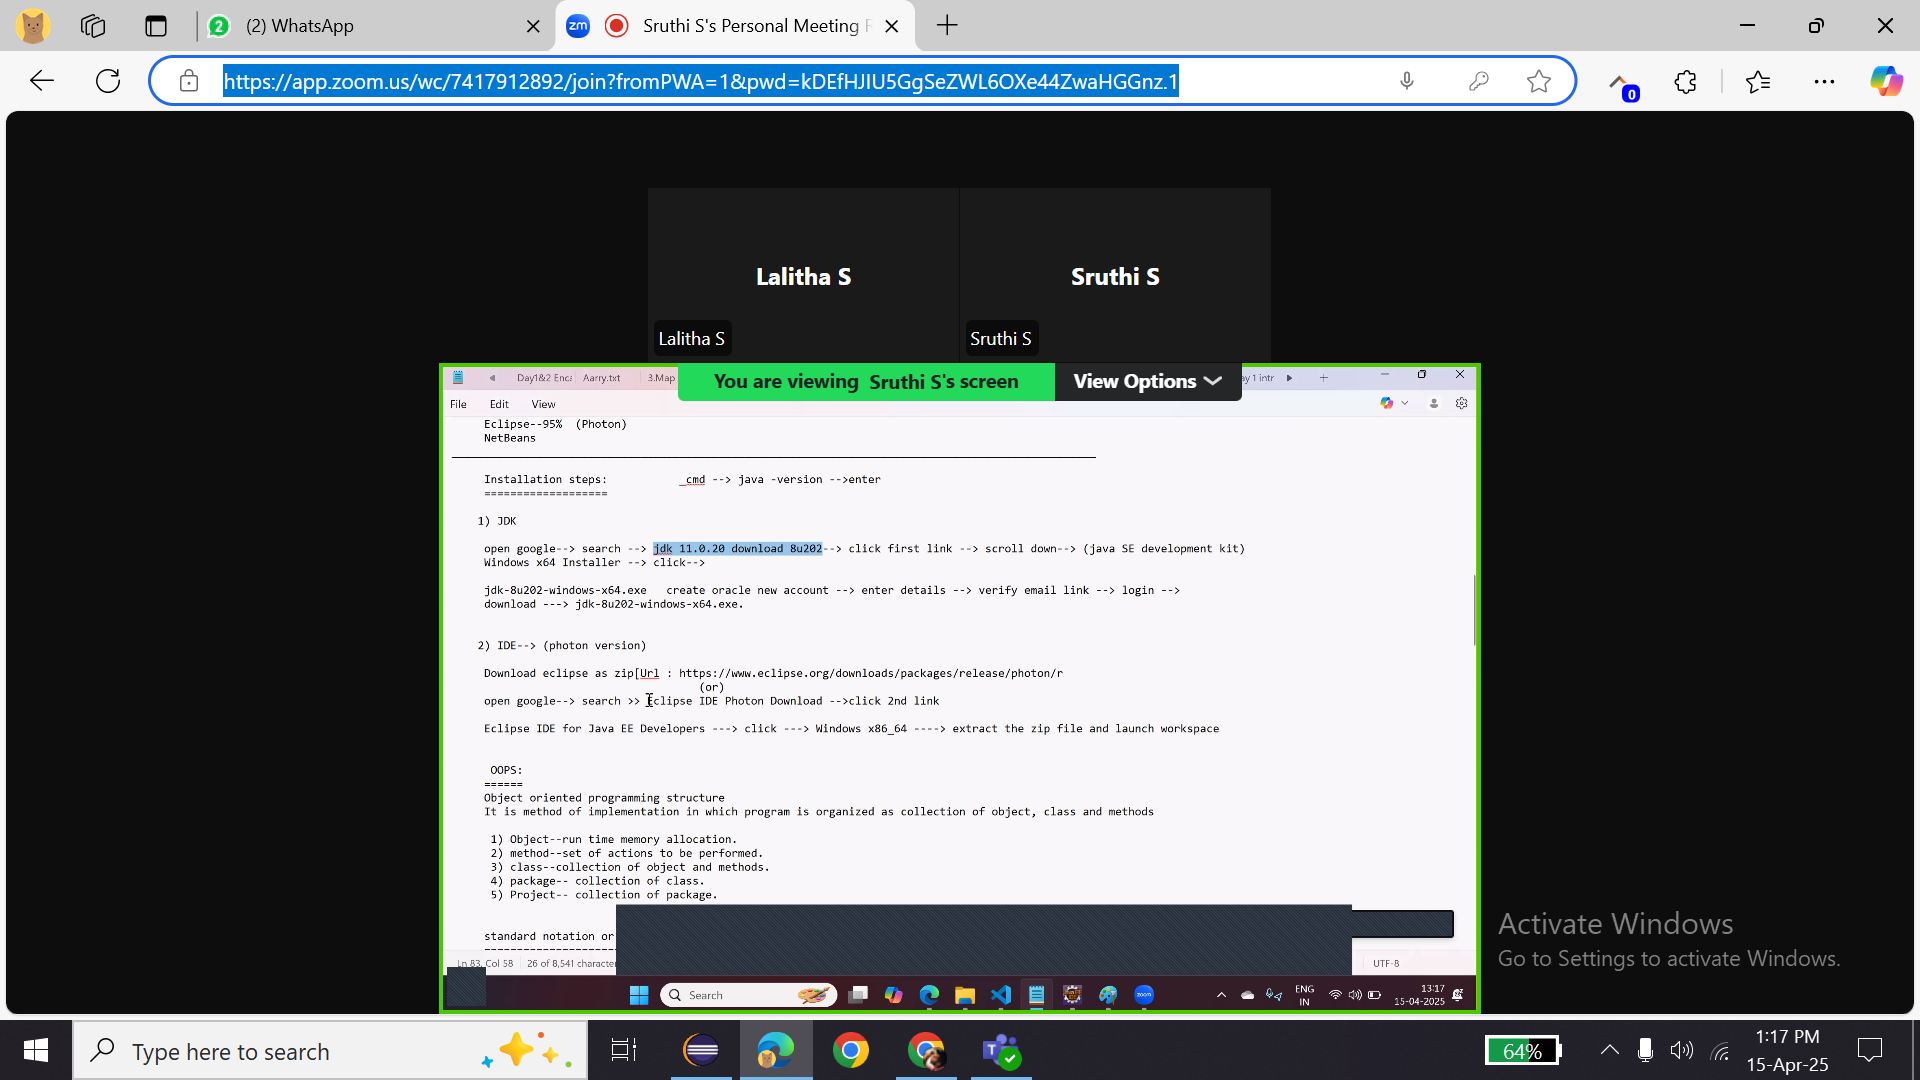 2
(2) WhatsApp
zm
Sruthi S's Personal Meeting
https://app.zoom.us/wc/7417912892/join?fromPWA=1&pwd=kDEfHJIU5GgSeZWL6OXe44ZwaHGGnz.1
0
Lalitha S
Sruthi S
Lalitha S
Sruthi S
Day1&2 Enca
Aarry.txt
3.Map
You are viewing Sruthi S's screen
View Options
ay 1 intr
File
Edit
View
Eclipse--95% (Photon)
NetBeans
Installation steps: cmd --> java -version -->enter
===================
1) JDK
open google--> search --> jdk 11.0.20 download 8u202--> click first link --> scroll down--> (java SE development kit)
Windows x64 Installer --> click-->
jdk-8u202-windows-x64.exe create oracle new account --> enter details --> verify email link --> login -->
download ---> jdk-8u202-windows-x64.exe.
2) IDE--> (photon version)
Download eclipse as zip[Url : https://www.eclipse.org/downloads/packages/release/photon/r
(or)
open google--> search >> Eclipse IDE Photon Download -->click 2nd link
Eclipse IDE for Java EE Developers ---> click ---> Windows x86_64 ----> extract the zip file and launch workspace
OOPS:
======
Object oriented programming structure
It is method of implementation in which program is organized as collection of object, class and methods
1) Object--run time memory allocation.
2) method--set of actions to be performed.
3) class--collection of object and methods.
4) package-- collection of class.
5) Project-- collection of package.
standard notation or
Ln 83, Col 58
26 of 8,541 character
UTF-8
Activate Windows
Go to Settings to activate Windows.
Search
zoom
ENG
IN
13:17
15-04-2025
Type here to search
64%
1:17 PM
15-Apr-25